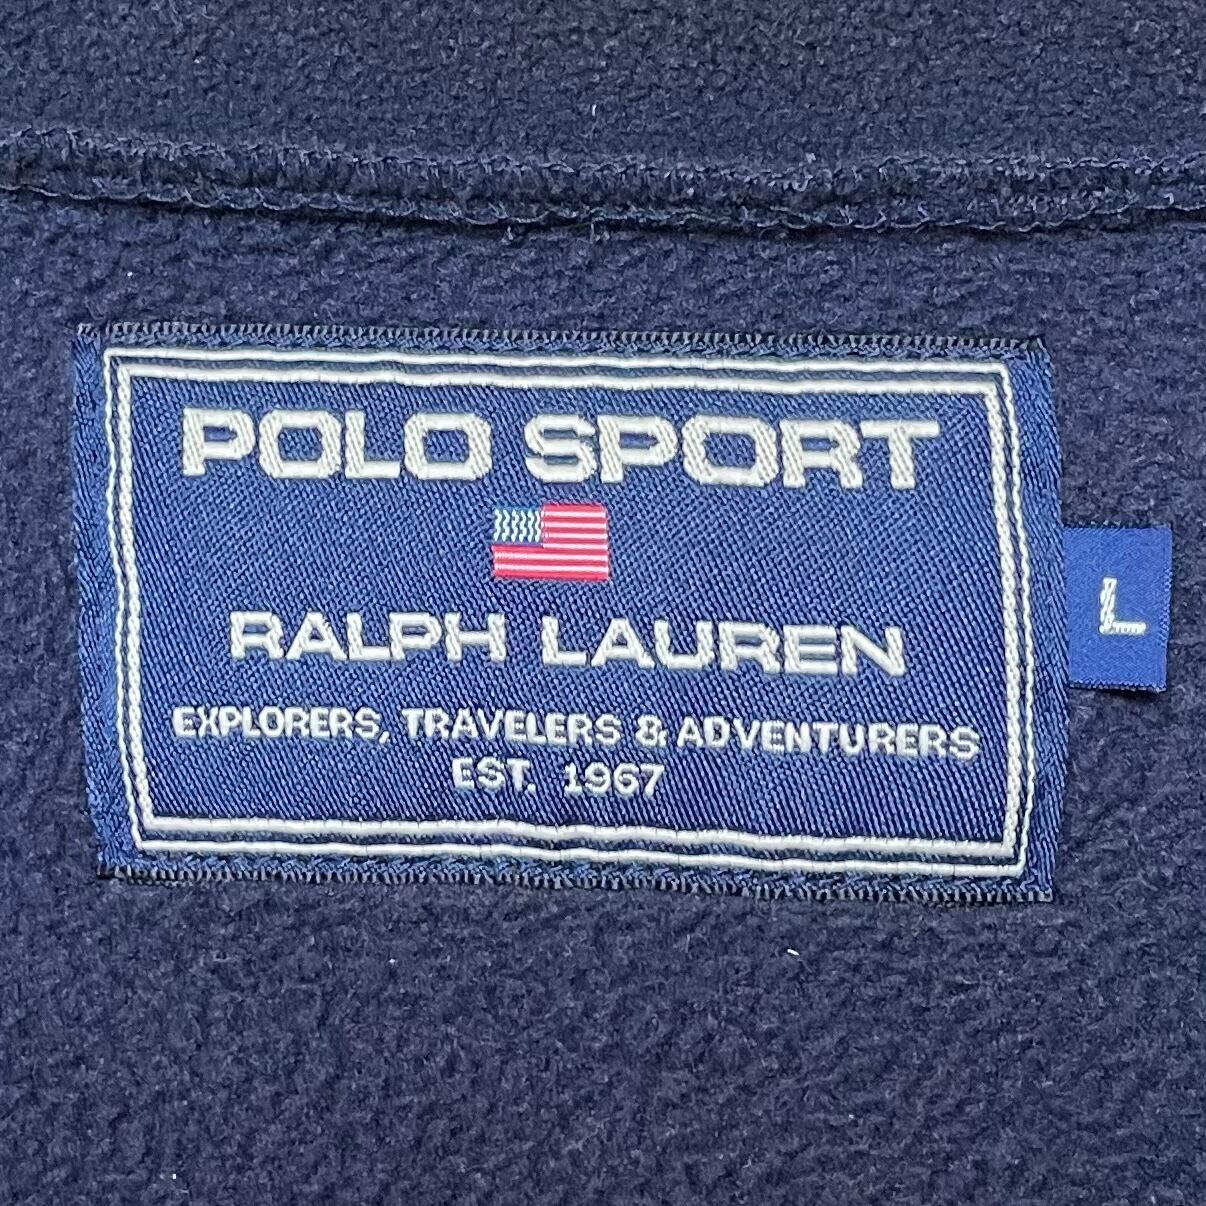 POLO SPORT
RALPH LAUREN
EXPLORERS, TRAVELERS & ADVENTURERS
EST. 1967
L